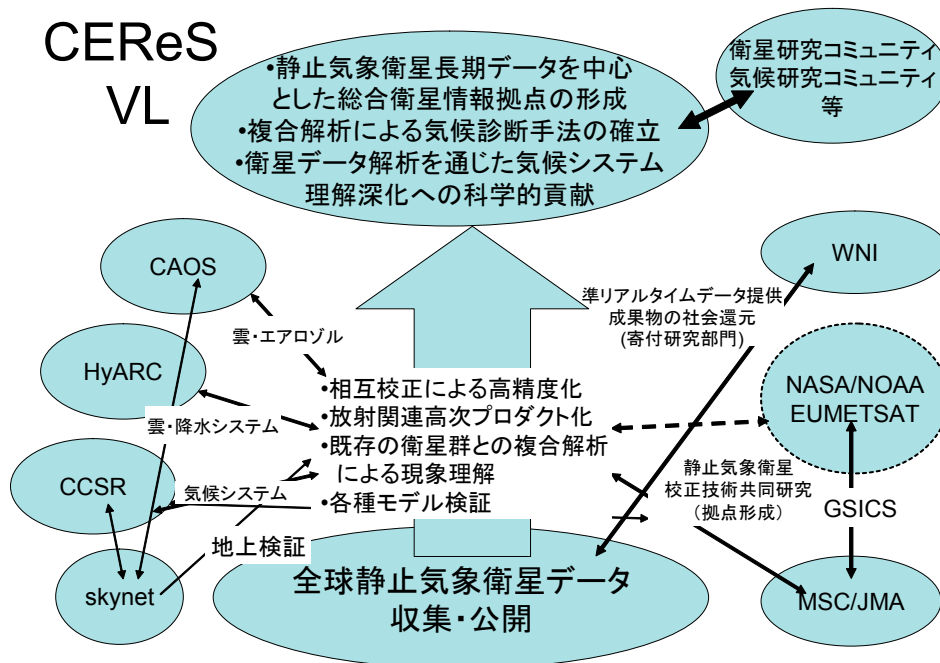 CEReS
VL
•静止気象衛星長期データを中心
とした総合衛星情報拠点の形成
•複合解析による気候診断手法の確立
•衛星データ解析を通じた気候システム
理解深化への科学的貢献
衛星研究コミュニティ
気候研究コミュニティ
等
CAOS
WNI
準リアルタイムデータ提供
成果物の社会還元
(寄付研究部門)
雲・エアロゾル
HyARC
NASA/NOAA
EUMETSAT
•相互校正による高精度化
•放射関連高次プロダクト化
•既存の衛星群との複合解析
による現象理解
•各種モデル検証
雲・降水システム
CCSR
気候システム
静止気象衛星
校正技術共同研究
（拠点形成）
GSICS
地上検証
skynet
全球静止気象衛星データ
収集・公開
MSC/JMA